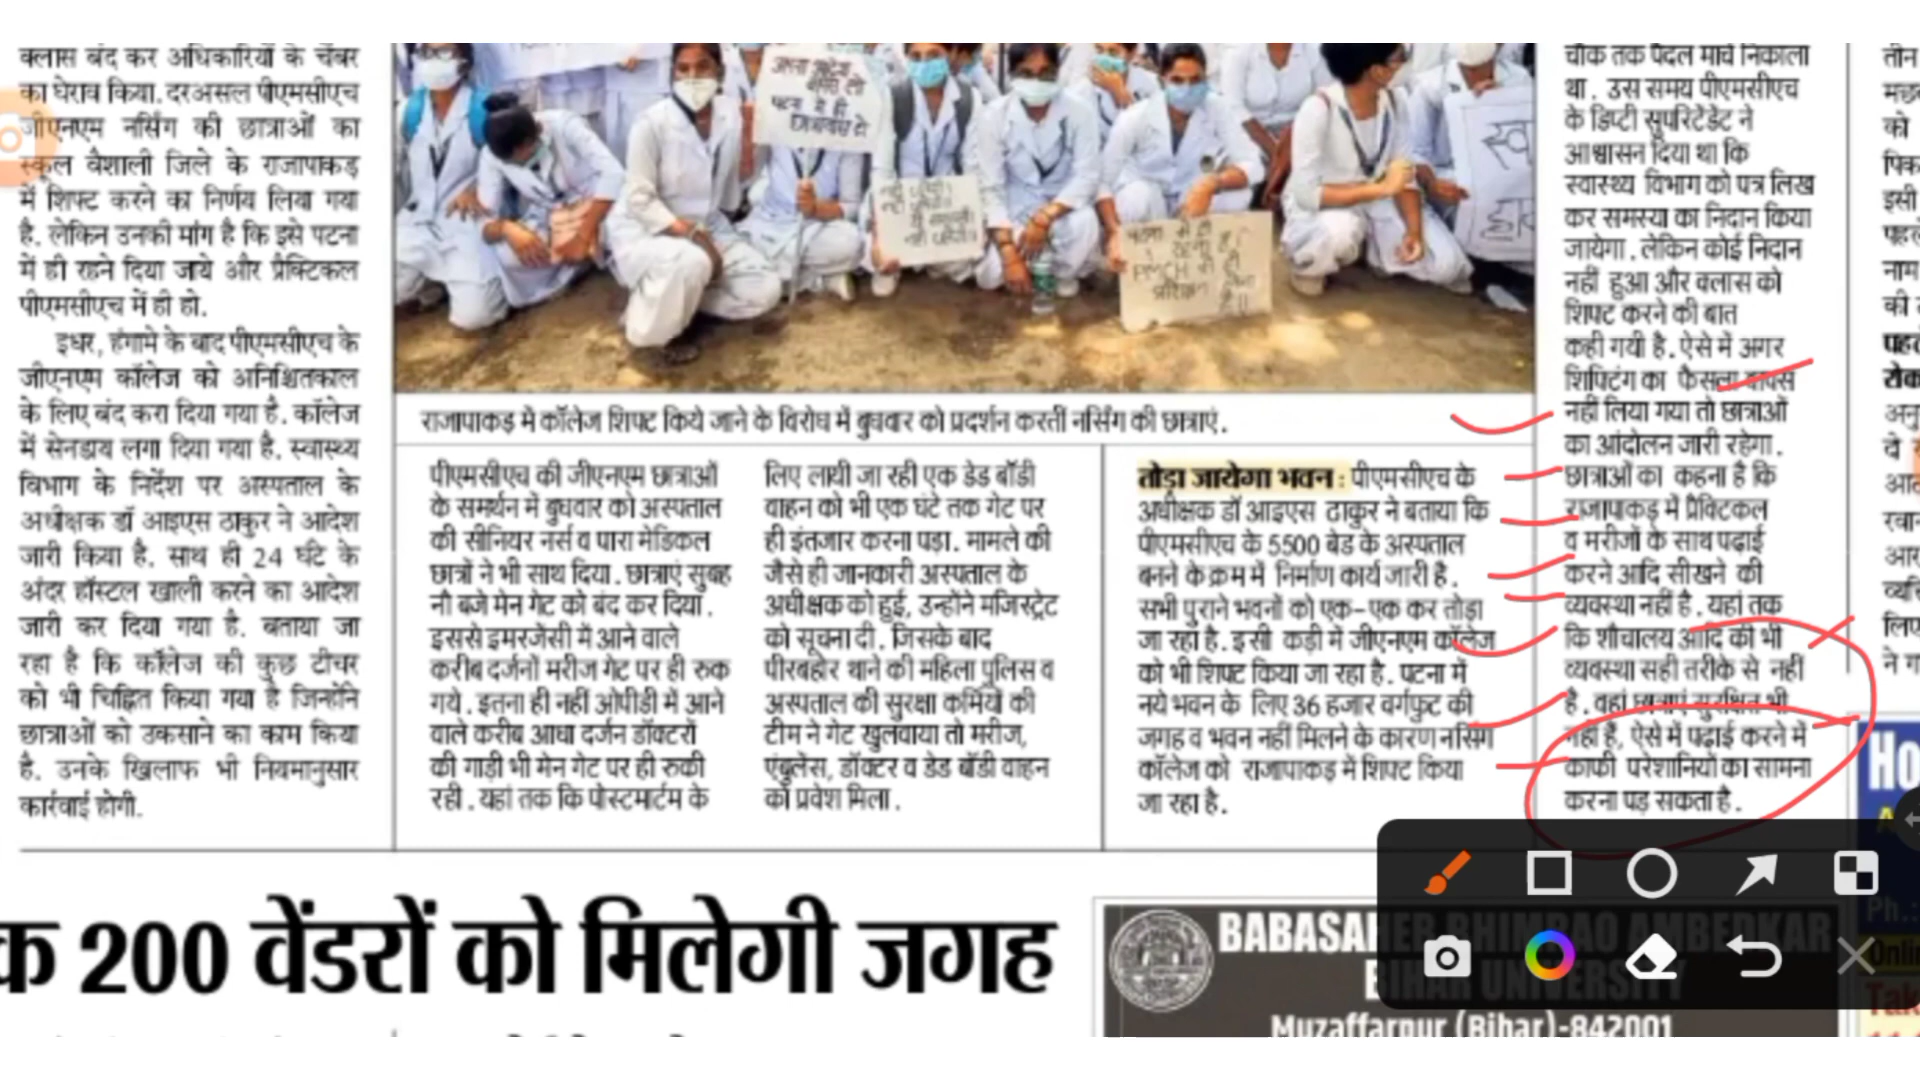 क्लास बंद कर अधिकारियों के चेंबर
का घेराव किया. दरअसल पीएमसीएच
जीएनएम नर्सिंग की छात्राओं का
स्कूल वैशाली जिले के राजापाकड़
में शिफ्ट करने का निर्णय लिया गया
है. लेकिन उनकी मांग है कि इसे पटना
में ही रहने दिया जाये और प्रैक्टिकल
पीएमसीएच में ही हो.
इधर, हंगामे के बाद पीएमसीएच के
जीएनएम कॉलेज को अनिश्चितकाल
के लिए बंद करा दिया गया है. कॉलेज
में सेनडाय लगा दिया गया है. स्वास्थ्य
विभाग के निर्देश पर अस्पताल के
अधीक्षक डॉ आइएस ठाकुर ने आदेश
जारी किया है. साथ ही 24 घंटे के
अंदर हॉस्टल खाली करने का आदेश
जारी कर दिया गया है. बताया जा
रहा है कि कॉलेज की कुछ टीचर
को भी चिह्नित किया गया है जिन्होंने
छात्राओं को उकसाने का काम किया
है. उनके खिलाफ भी नियमानुसार
कार्रवाई होगी.
राजापाकड़ में कॉलेज शिफ्ट किये जाने के विरोध में बुधवार को प्रदर्शन करतीं नर्सिंग की छात्राएं.
पीएमसीएच की जीएनएम छात्राओं
के समर्थन में बुधवार को अस्पताल
की सीनियर नर्स व पारा मेडिकल
छात्रों ने भी साथ दिया. छात्राएं सुबह
नौ बजे मेन गेट को बंद कर दिया.
इससे इमरजेंसी में आने वाले
करीब दर्जनों मरीज गेट पर ही रुक
गये. इतना ही नहीं ओपीडी में आने
वाले करीब आधा दर्जन डॉक्टरों
की गाड़ी भी मेन गेट पर ही रुकी
रही. यहां तक कि पोस्टमार्टम के
लिए लायी जा रही एक डेड बॉडी
वाहन को भी एक घंटे तक गेट पर
ही इंतजार करना पड़ा. मामले की
जैसे ही जानकारी अस्पताल के
अधीक्षक को हुई, उन्होंने मजिस्ट्रेट
को सूचना दी. जिसके बाद
पीरबहोर थाने की महिला पुलिस व
अस्पताल की सुरक्षा कर्मियों की
टीम ने गेट खुलवाया तो मरीज,
एंबुलेंस, डॉक्टर व डेड बॉडी वाहन
को प्रवेश मिला.
तोड़ा जायेगा भवन : पीएमसीएच के
अधीक्षक डॉ आइएस ठाकुर ने बताया कि
पीएमसीएच के 5500 बेड के अस्पताल
बनने के क्रम में निर्माण कार्य जारी है.
सभी पुराने भवनों को एक-एक कर तोड़ा
जा रहा है. इसी कड़ी में जीएनएम कॉलेज
को भी शिफ्ट किया जा रहा है. पटना में
नये भवन के लिए 36 हजार वर्गफुट की
जगह व भवन नहीं मिलने के कारण नर्सिंग
कॉलेज को राजापाकड़ में शिफ्ट किया
जा रहा है.
चौक तक पैदल मार्च निकाला
था. उस समय पीएमसीएच
के डिप्टी सुपरिटेंडेंट ने
आश्वासन दिया था कि
स्वास्थ्य विभाग को पत्र लिख
कर समस्या का निदान किया
जायेगा. लेकिन कोई निदान
नहीं हुआ और क्लास को
शिफ्ट करने की बात
कही गयी है. ऐसे में अगर
शिफ्टिंग का फैसला वापस
नहीं लिया गया तो छात्राओं
का आंदोलन जारी रहेगा.
छात्राओं का कहना है कि
राजापाकड़ में प्रैक्टिकल
व मरीजों के साथ पढ़ाई
करने आदि सीखने की
व्यवस्था नहीं है. यहां तक
कि शौचालय आदि की भी
व्यवस्था सही तरीके से नहीं
है. वहां छात्राएं सुरक्षित भी
नहीं है, ऐसे में पढ़ाई करने में
काफी परेशानियों का सामना
करना पड़ सकता है.
तीन
को
इसी
नाम
क 200 वेंडरों को मिलेगी जगह
BABASAHEB BHIMRAO AMBEDKAR
BIHAR UNIVERSITY
Muzaffarpur (Bihar)-842001
Ho
Ph.: